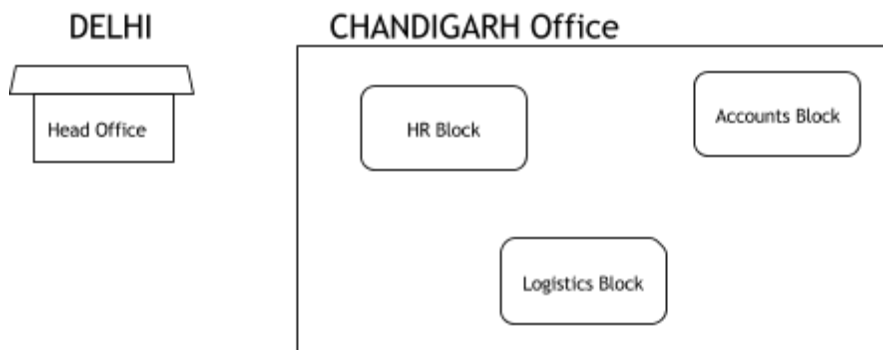 DELHI
CHANDIGARH Office
Head Office
HR Block
Accounts Block
Logistics Block